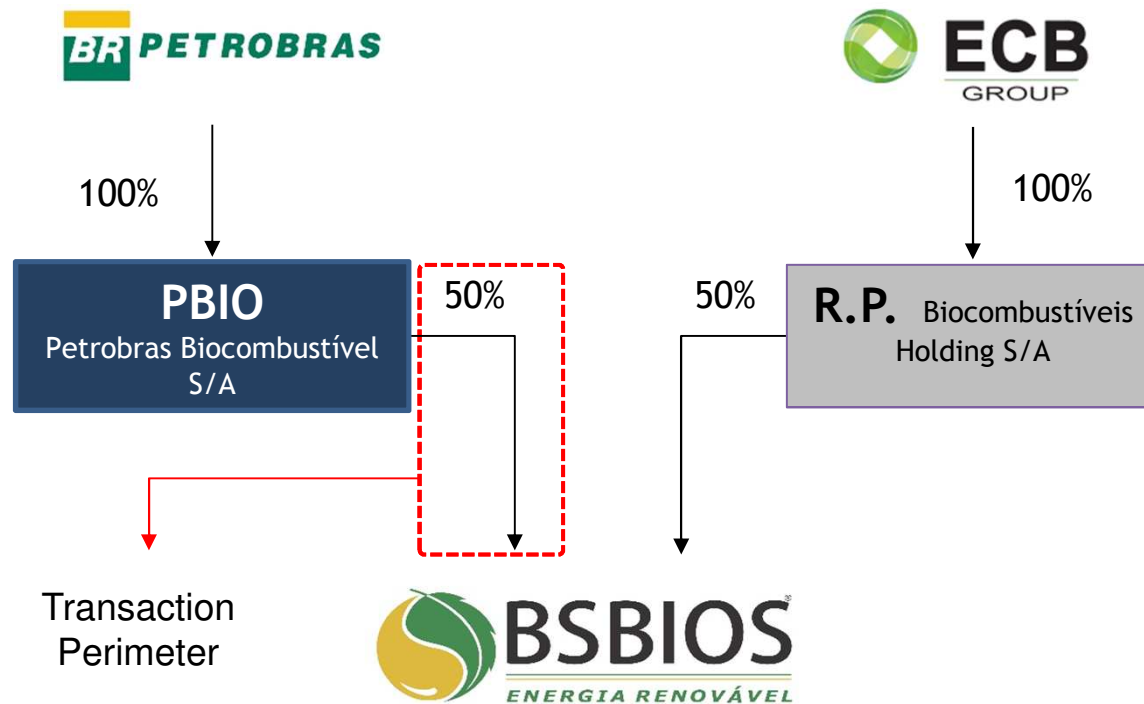 BR PETROBRAS
ECB
GROUP
100%
100%
PBIO
Petrobras Biocombustível
S/A
50%
50%
R.P. Biocombustíveis
Holding S/A
Transaction
Perimeter
BSBIOS®
ENERGIA RENOVÁVEL